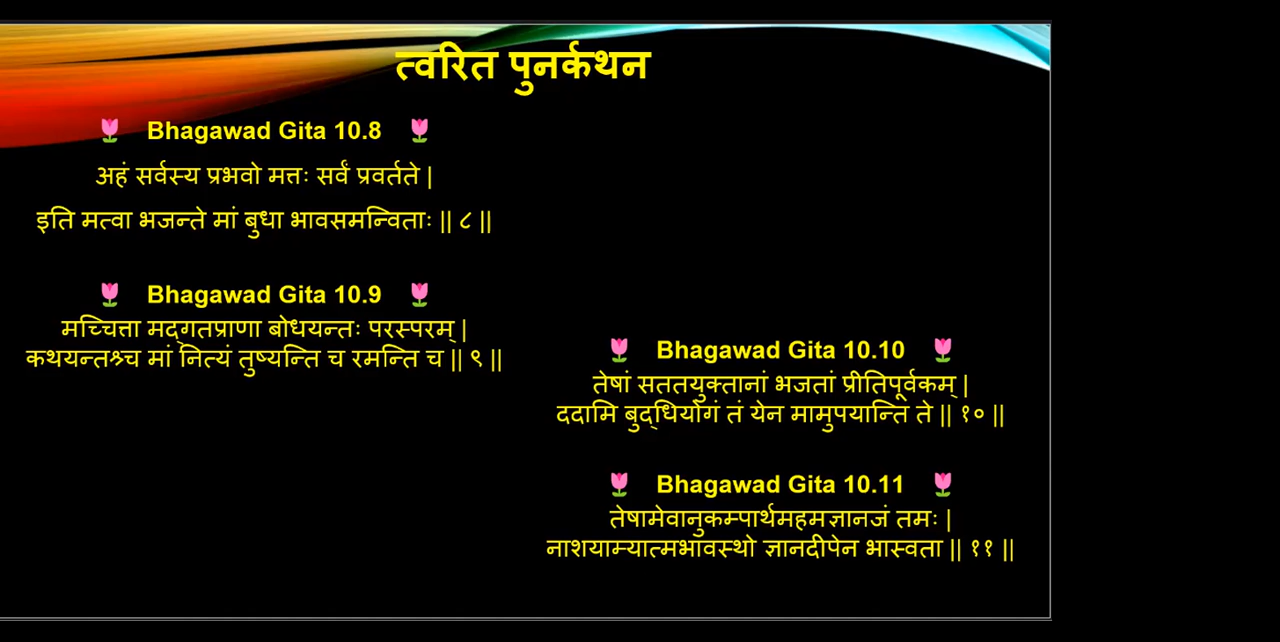 त्वरित पुनर्कथन
🌷 Bhagawad Gita 10.8 🌷
अहं सर्वस्य प्रभवो मत्तः सर्वं प्रवर्तते |
इति मत्वा भजन्ते मां बुधा भावसमन्विताः || ८ ||
🌷 Bhagawad Gita 10.9 🌷
मच्चित्ता मद्गतप्राणा बोधयन्तः परस्परम् |
कथयन्तश्र्च मां नित्यं तुष्यन्ति च रमन्ति च || ९ ||
🌷 Bhagawad Gita 10.10 🌷
तेषां सततयुक्तानां भजतां प्रीतिपूर्वकम् |
ददामि बुद्धियोगं तं येन मामुपयान्ति ते || १० ||
🌷 Bhagawad Gita 10.11 🌷
तेषामेवानुकम्पार्थमहमज्ञानजं तमः |
नाशयाम्यात्मभावस्थो ज्ञानदीपेन भास्वता || ११ ||